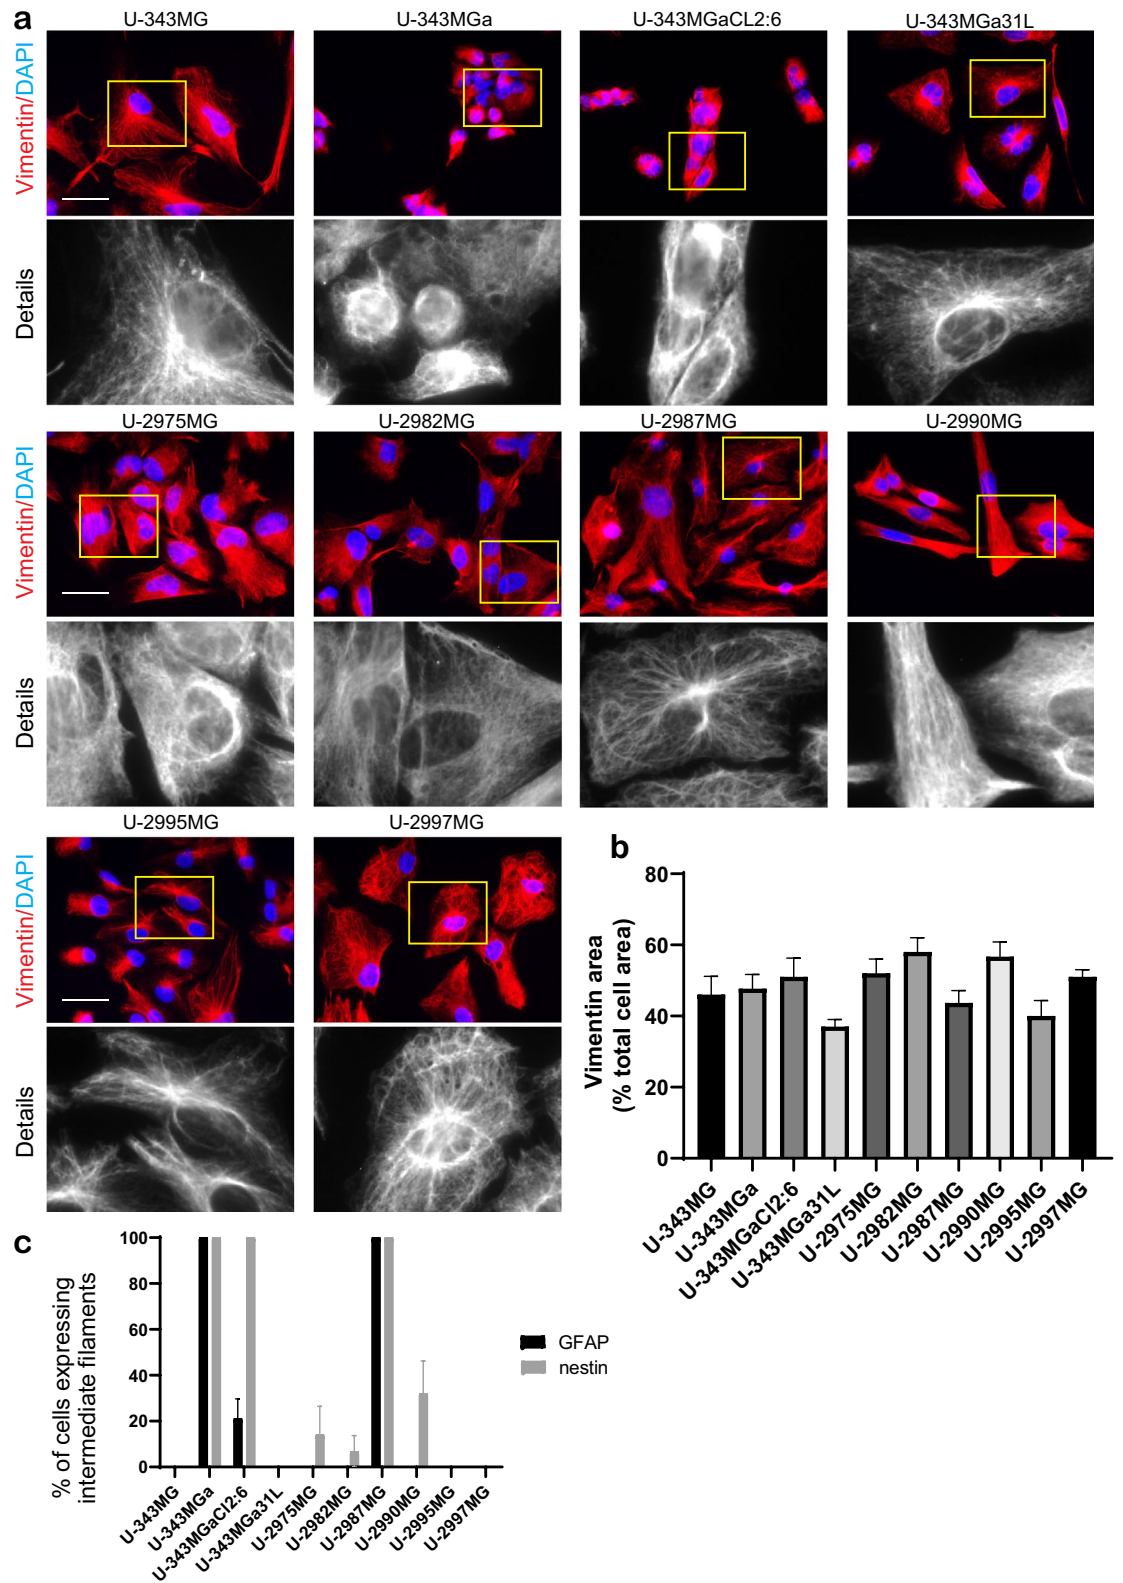 a
U-343MG
U-343MGa
U-343MGaCL2:6
U-343MGa31L
Vimentin/DAPI
Details
U-2975MG
U-2982MG
U-2987MG
U-2990MG
Vimentin/DAPI
Details
U-2995MG
U-2997MG
Vimentin/DAPI
Details
b
Vimentin area
(% total cell area)
80
60
40
20
0
U-343MG
U-343MGa
U-343MGaCl2:6
U-343MGa31L
U-2975MG
U-2982MG
U-2987MG
U-2990MG
U-2995MG
U-2997MG
c
% of cells expressing
intermediate filaments
100
80
60
40
20
0
U-343MG
U-343MGa
U-343MGaCl2:6
U-343MGa31L
U-2975MG
U-2982MG
U-2987MG
U-2990MG
U-2995MG
U-2997MG
GFAP
nestin